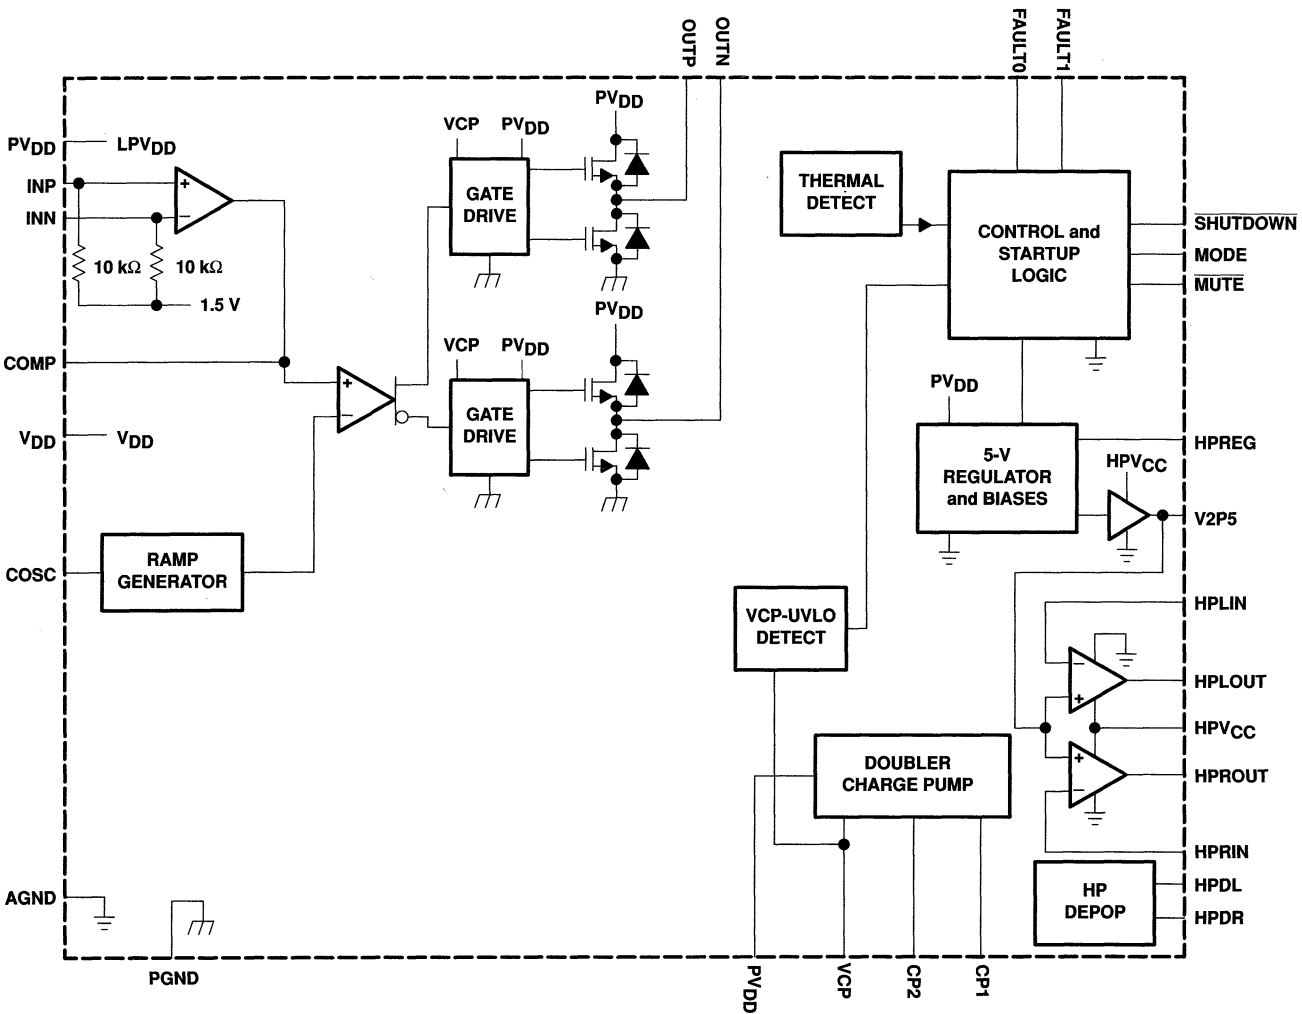 OUTP
OUTN
FAULT0
FAULT1
PVDD
LPVDD
INP
INN
+
−
10 kΩ
10 kΩ
1.5 V
VCP
PVDD
PVDD
GATE
DRIVE
THERMAL
DETECT
CONTROL and
STARTUP
LOGIC
SHUTDOWN
MODE
MUTE
COMP
VDD
VDD
+
−
VCP
PVDD
PVDD
GATE
DRIVE
PVDD
5-V
REGULATOR
and BIASES
HPREG
HPVCC
V2P5
COSC
RAMP
GENERATOR
VCP-UVLO
DETECT
HPLIN
−
+
HPLOUT
HPVCC
+
−
HPROUT
HPRIN
DOUBLER
CHARGE PUMP
HP
DEPOP
HPDL
HPDR
AGND
PGND
PVDD
VCP
CP2
CP1